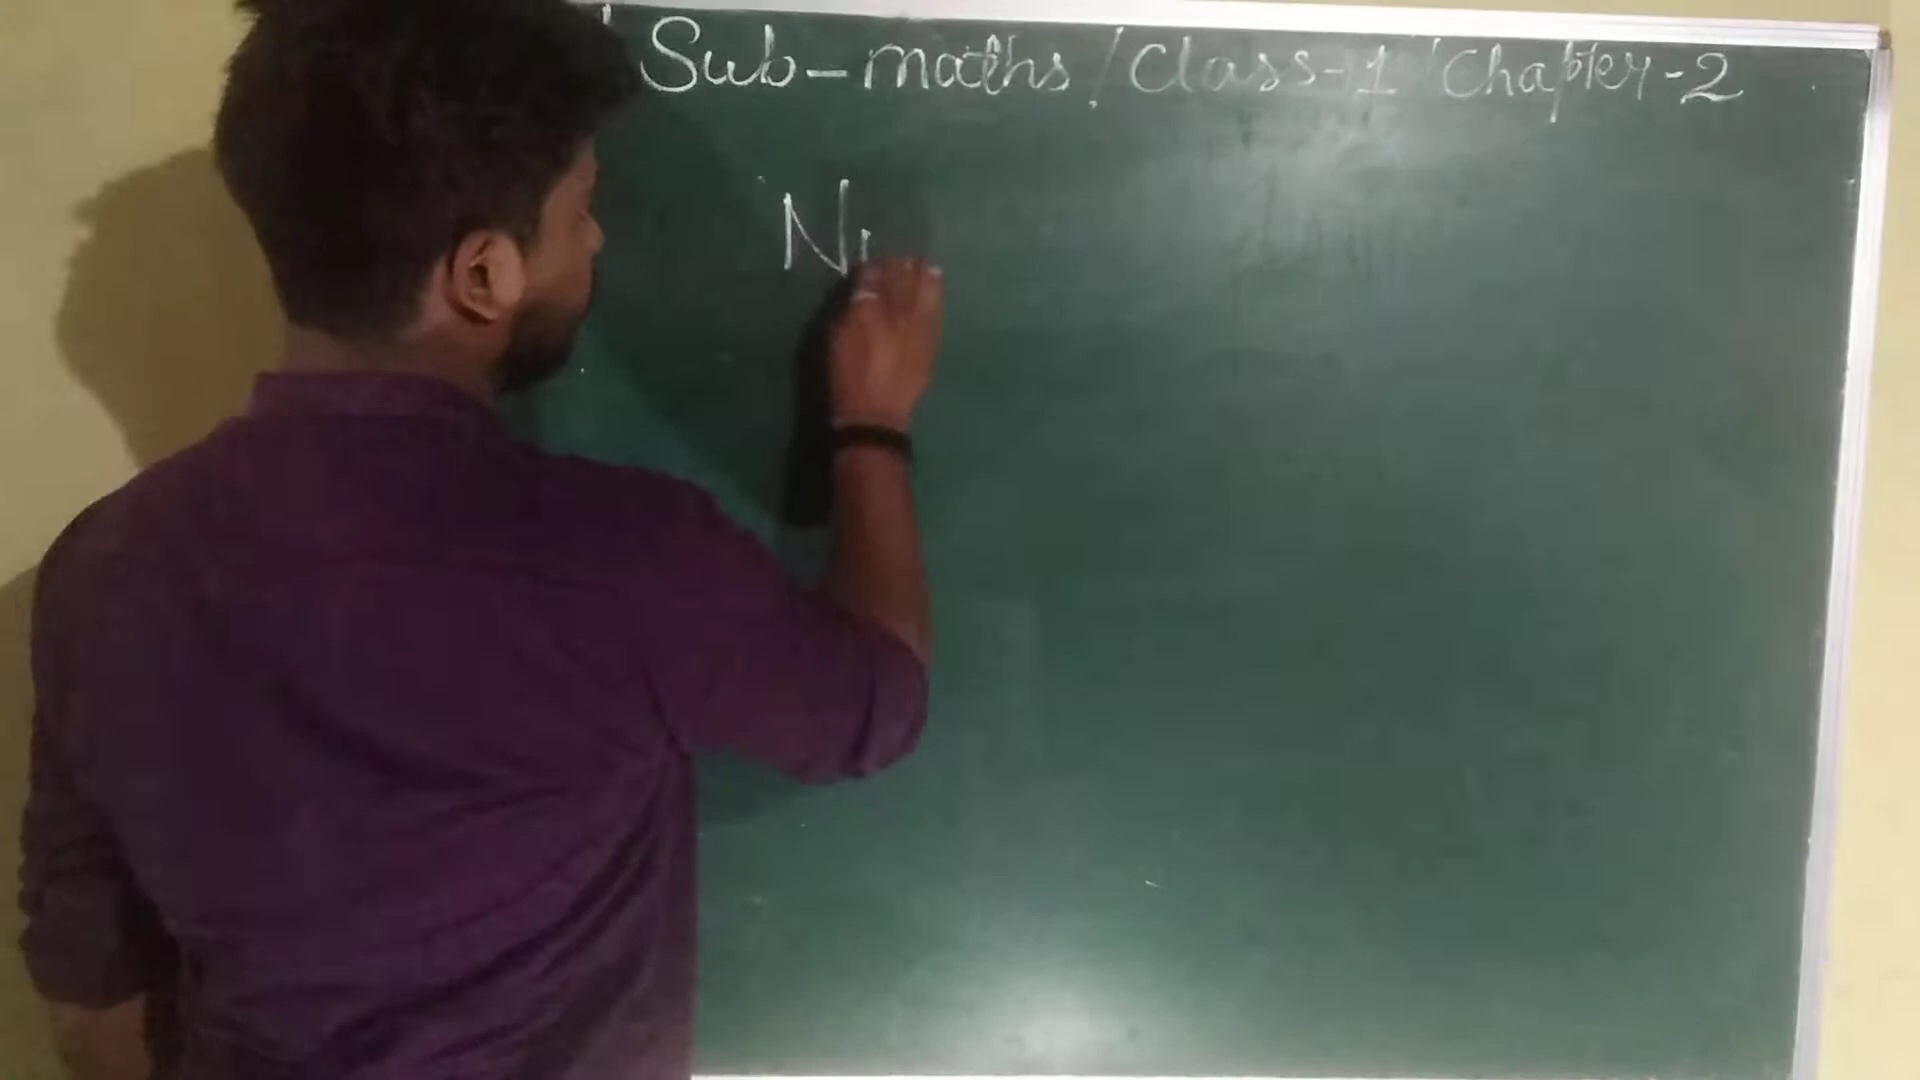 Sub-maths / Class-1 / Chapter-2
N